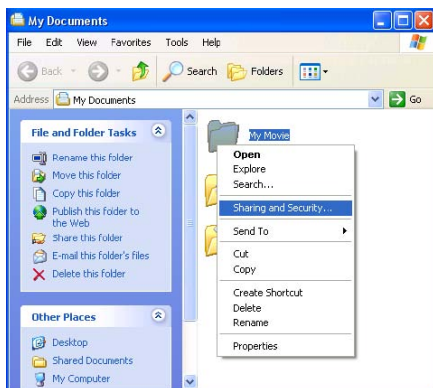 My Documents
File Edit View Favorites Tools Help
Back Search Folders
Address My Documents Go
File and Folder Tasks
Rename this folder
Move this folder
Copy this folder
Publish this folder to
the Web
Share this folder
E-mail this folder's files
Delete this folder
Other Places
Desktop
Shared Documents
My Computer
My Movie
Open
Explore
Search...
Sharing and Security...
Send To
Cut
Copy
Create Shortcut
Delete
Rename
Properties